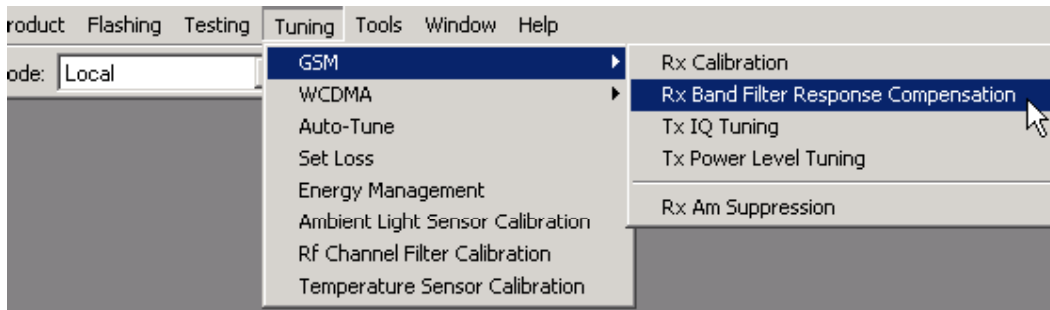 roduct Flashing Testing Tuning Tools Window Help
ode: Local
GSM
WCDMA
Auto-Tune
Set Loss
Energy Management
Ambient Light Sensor Calibration
Rf Channel Filter Calibration
Temperature Sensor Calibration
Rx Calibration
Rx Band Filter Response Compensation
Tx IQ Tuning
Tx Power Level Tuning
Rx Am Suppression